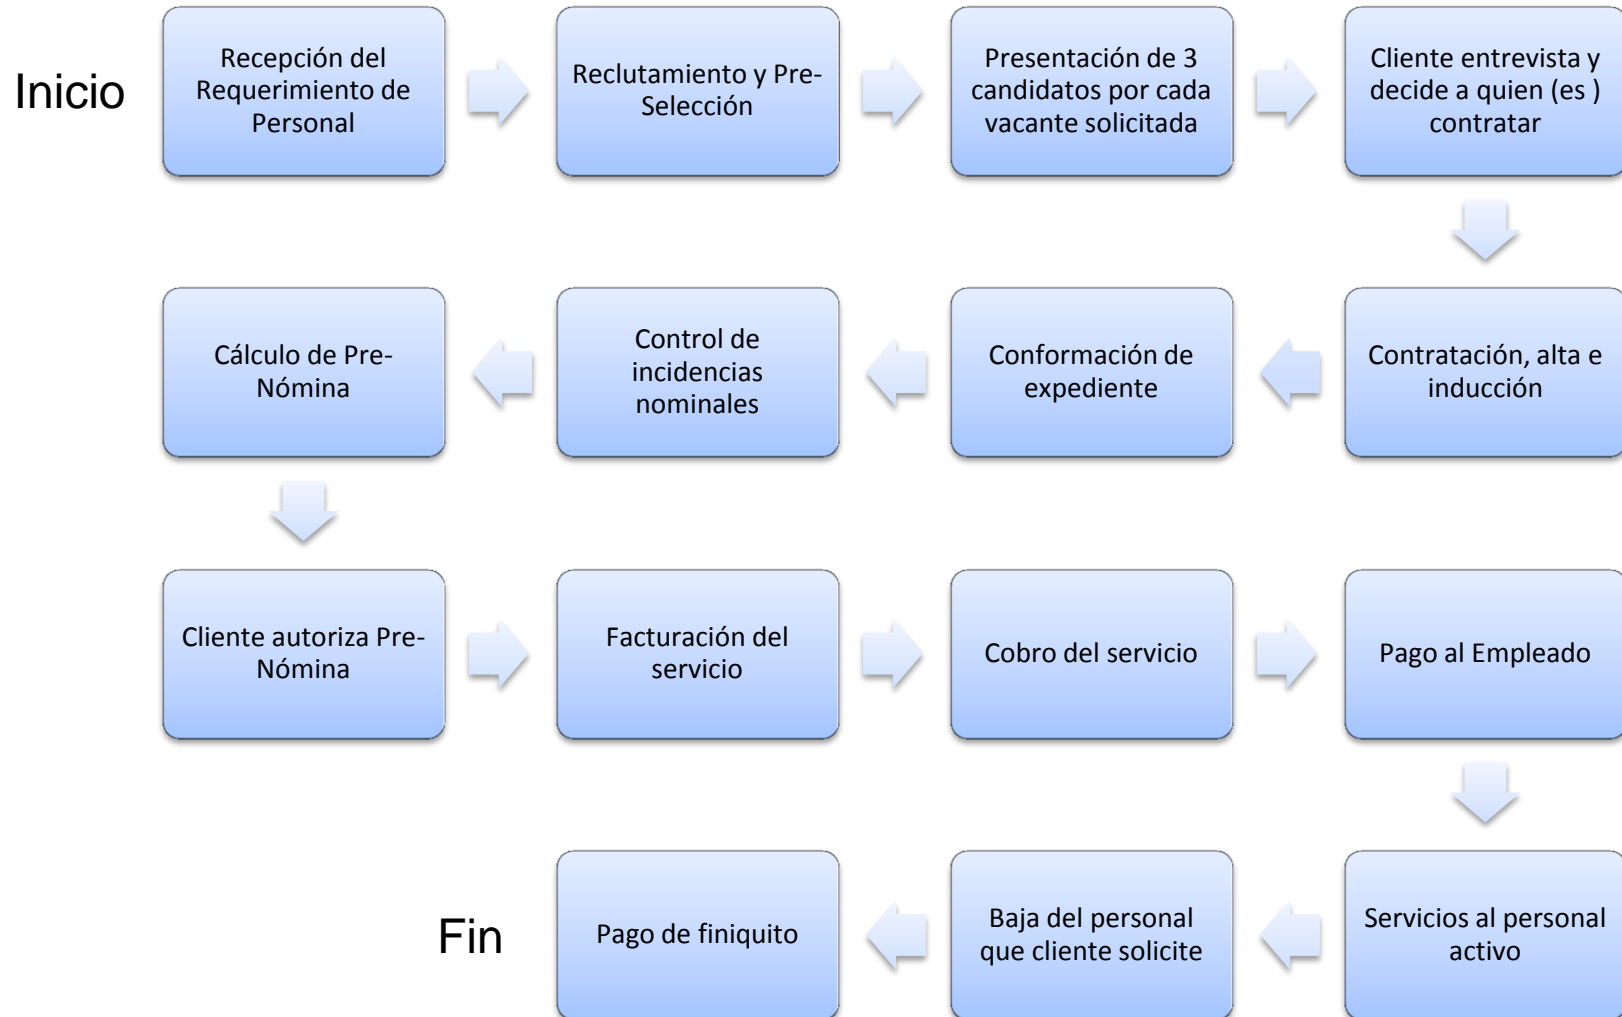 Inicio
Recepción del
Requerimiento de
Personal
Reclutamiento y Pre-
Selección
Presentación de 3
candidatos por cada
vacante solicitada
Cliente entrevista y
decide a quien (es )
contratar
Contratación, alta e
inducción
Conformación de
expediente
Control de
incidencias
nominales
Cálculo de Pre-
Nómina
Cliente autoriza Pre-
Nómina
Facturación del
servicio
Cobro del servicio
Pago al Empleado
Servicios al personal
activo
Baja del personal
que cliente solicite
Pago de finiquito
Fin